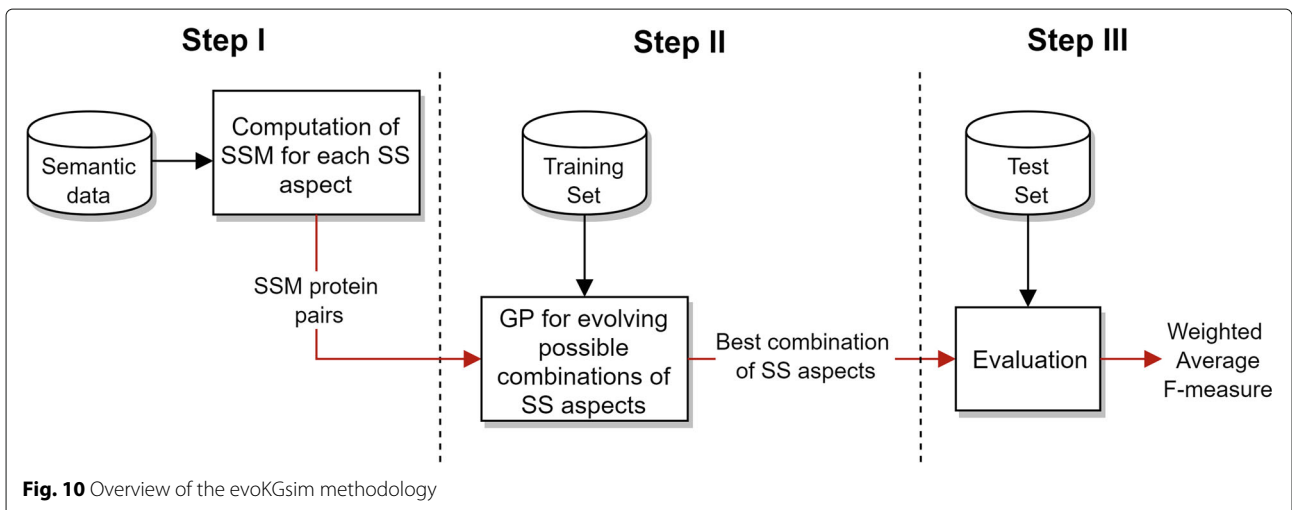 Step I
Step II
Step III
Semantic
data
Computation of
SSM for each SS
aspect
SSM protein
pairs
Training
Set
GP for evolving
possible
combinations of
SS aspects
Best combination
of SS aspects
Test
Set
Evaluation
Weighted
Average
F-measure
Fig. 10 Overview of the evoKGsim methodology